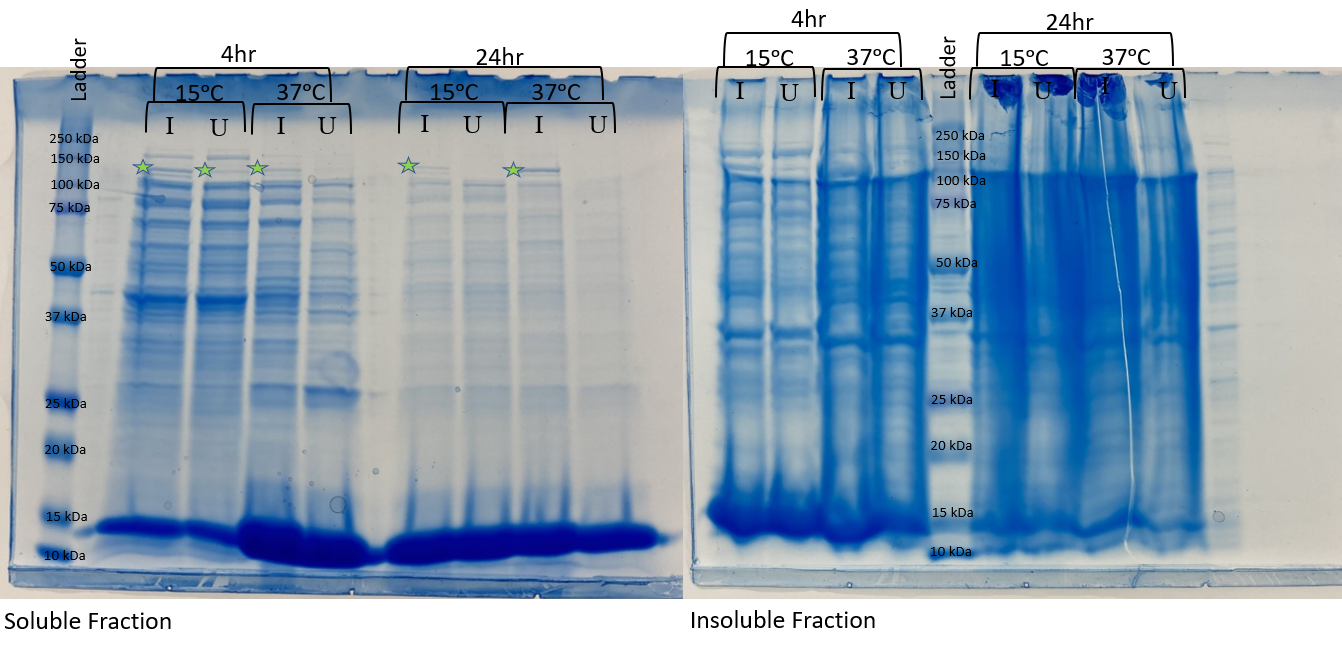 4hr
24hr
Ladder
15°C
37°C
15°C
37°C
I
U
I
U
I
U
I
U
250 kDa
150 kDa
100 kDa
75 kDa
50 kDa
37 kDa
25 kDa
20 kDa
15 kDa
10 kDa
Soluble Fraction
4hr
24hr
15°C
37°C
Ladder
15°C
37°C
I
U
I
U
I
U
I
U
250 kDa
150 kDa
100 kDa
75 kDa
50 kDa
37 kDa
25 kDa
20 kDa
15 kDa
10 kDa
Insoluble Fraction